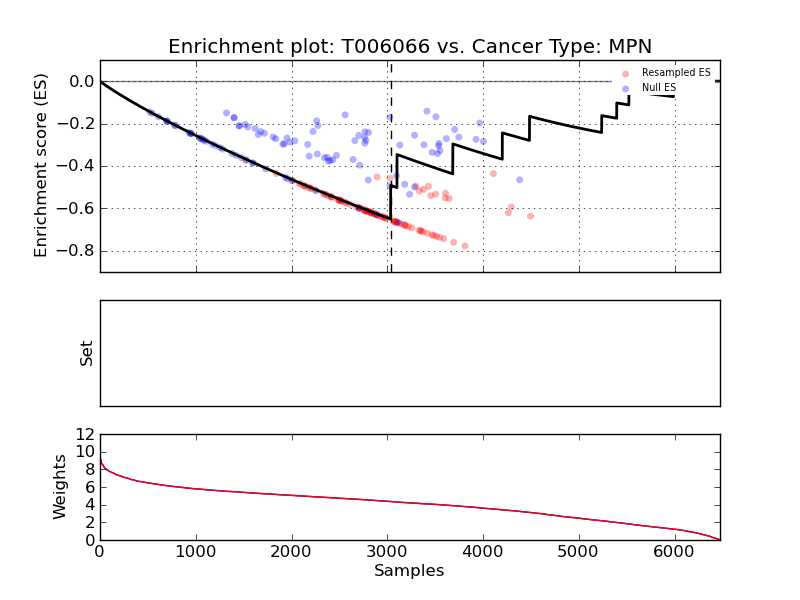 Enrichment plot: T006066 vs. Cancer Type: MPN
Enrichment score (ES)
0.0
−0.2
−0.4
−0.6
−0.8
Resampled ES
Null ES
Set
Weights
12
10
8
6
4
2
0
0 1000 2000 3000 4000 5000 6000
Samples